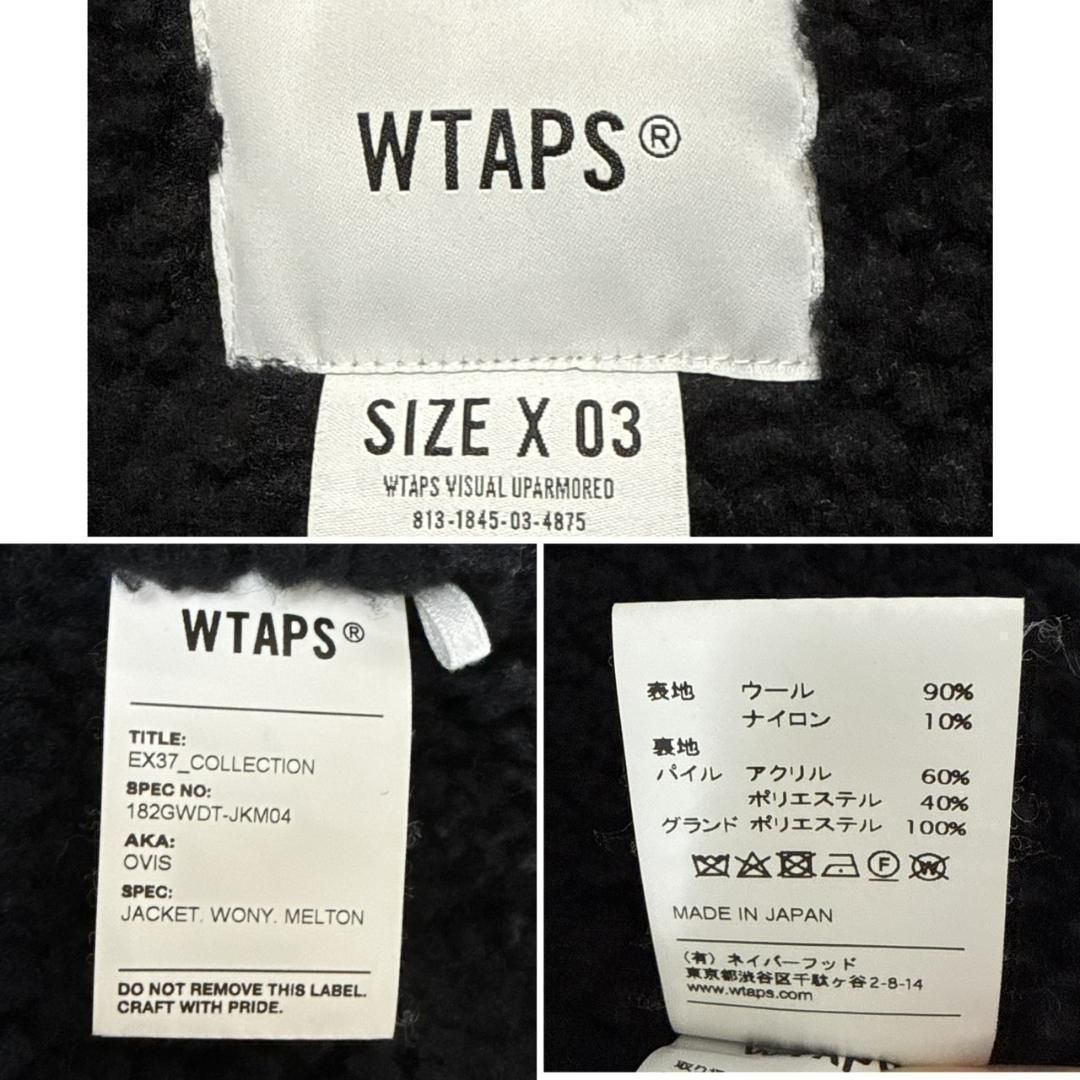 WTAPS®
SIZE X 03
WTAPS VISUAL UPARMORED
813-1845-03-4875
WTAPS®
TITLE:
EX37_COLLECTION
SPEC NO:
182GWDT-JKM04
AKA:
OVIS
SPEC:
JACKET. WONY. MELTON
DO NOT REMOVE THIS LABEL.
CRAFT WITH PRIDE.
表地 ウール 90%
ナイロン 10%
裏地
パイル アクリル 60%
ポリエステル 40%
グランド ポリエステル 100%
F W
MADE IN JAPAN
(有) ネイバーフッド
東京都渋谷区千駄ヶ谷2-8-14
www.wtaps.com
取り